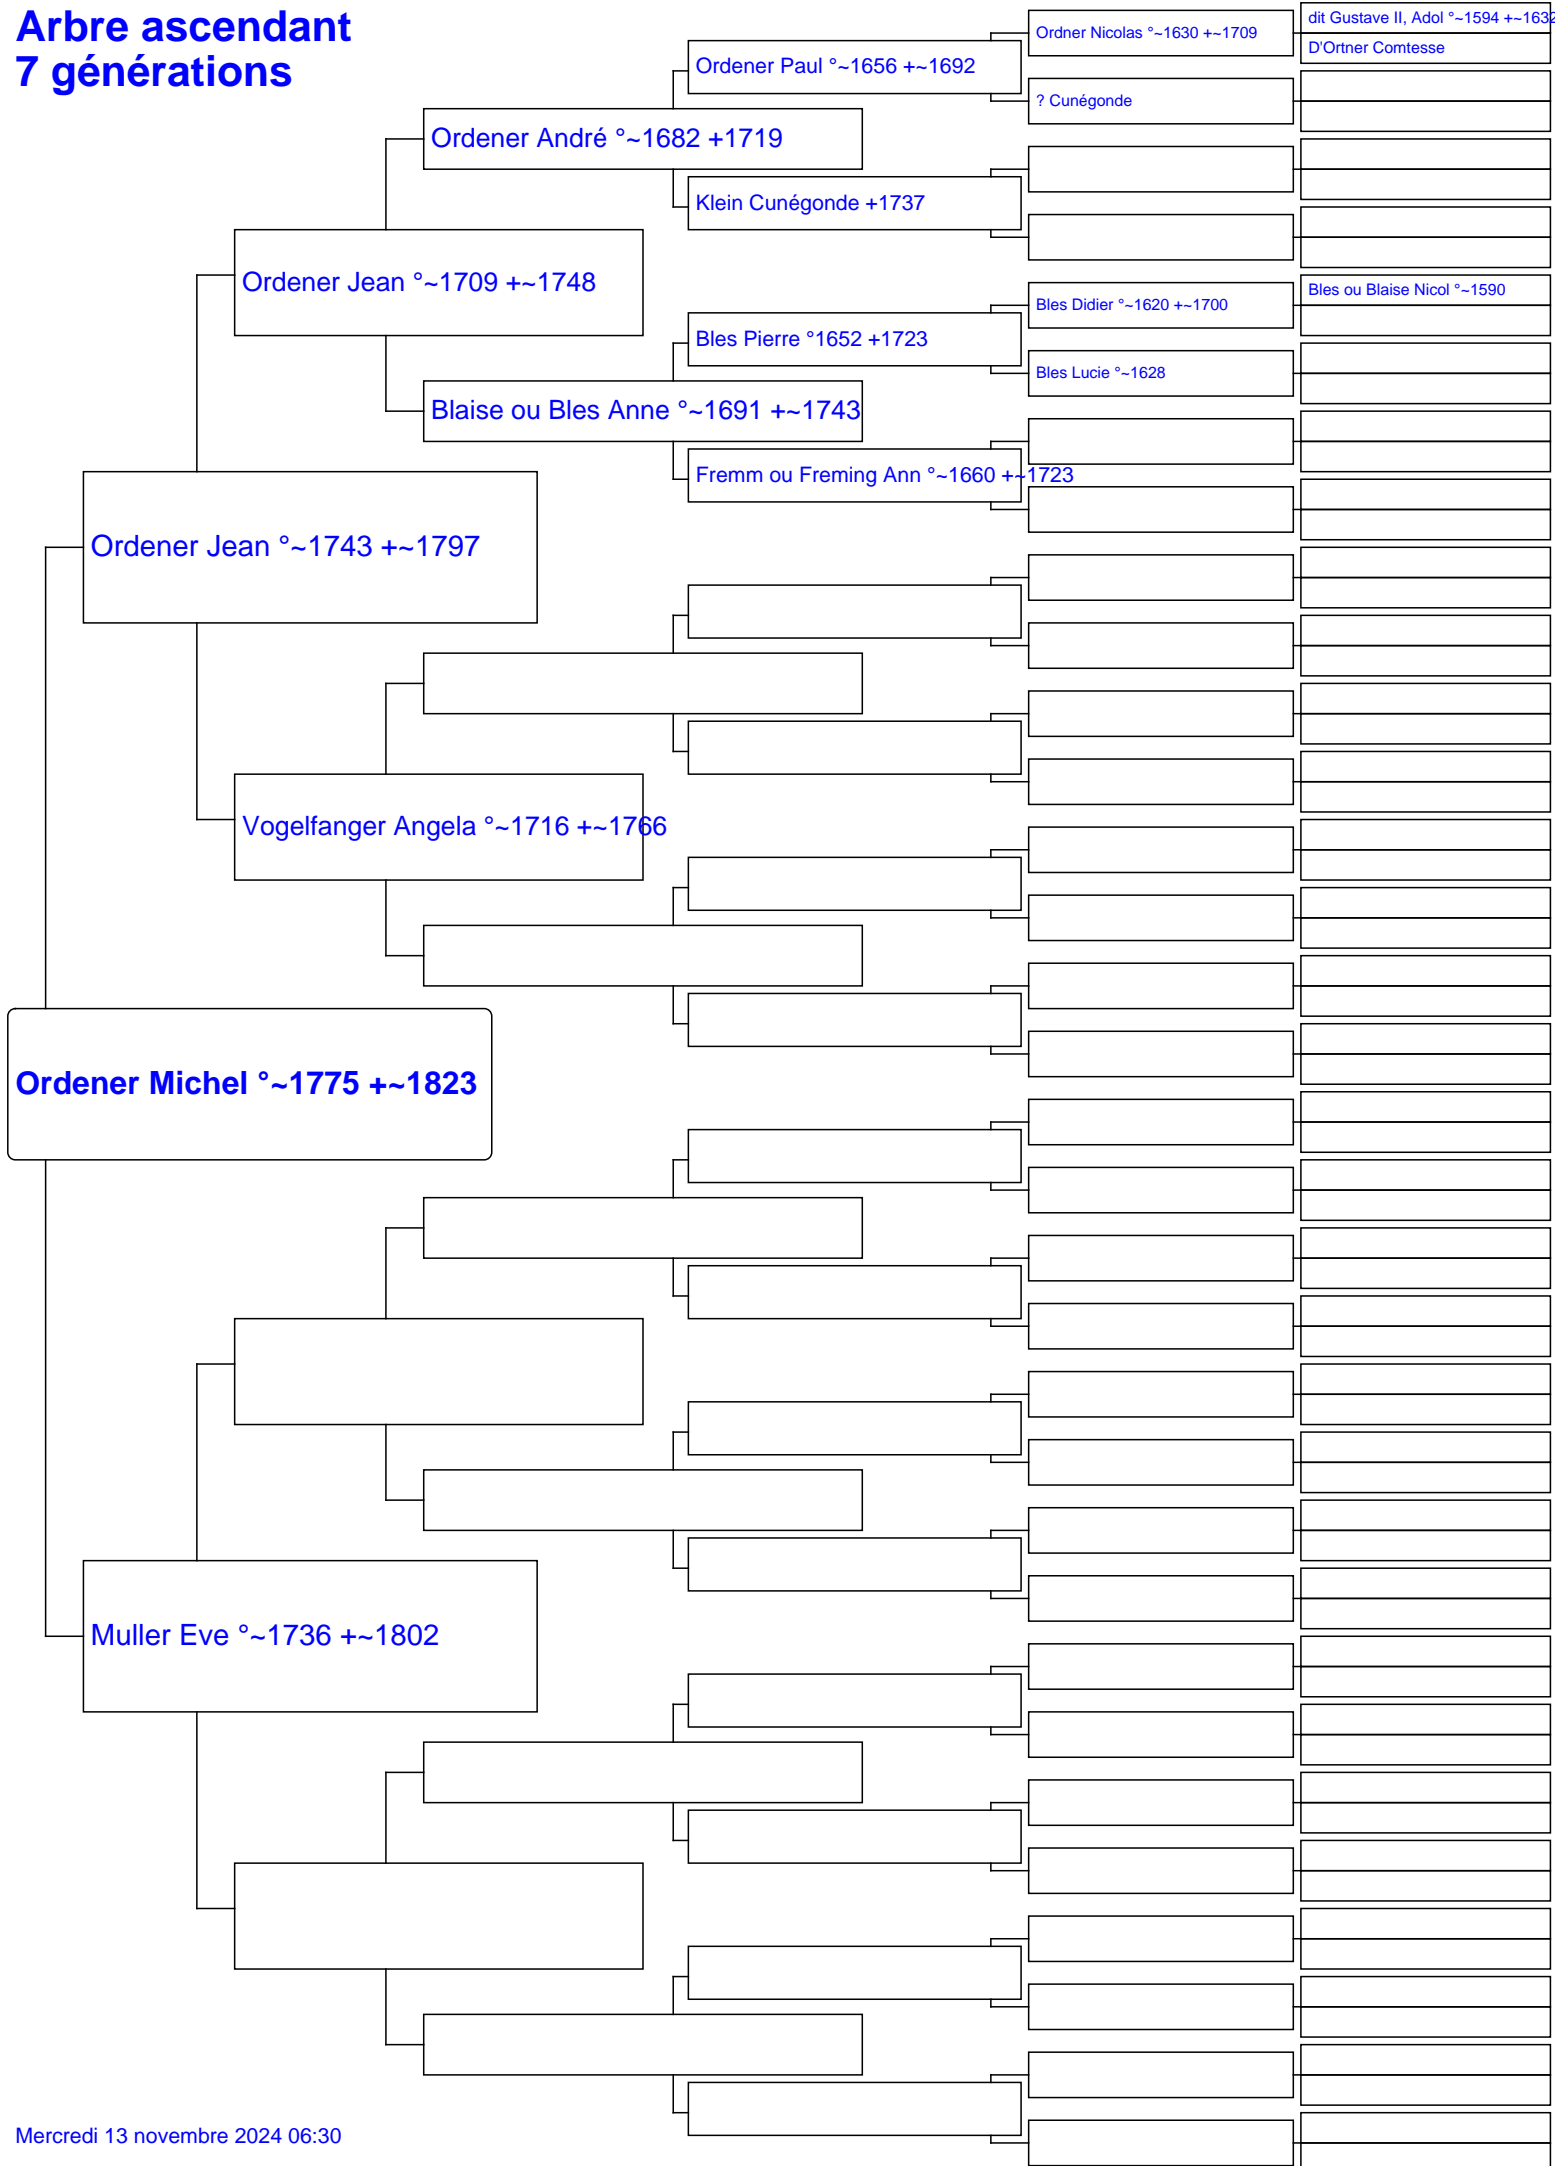 Arbre ascendant
7 générations
dit Gustave II, Adol °~1594 +~1632
Ordner Nicolas °~1630 +~1709
D'Ortner Comtesse
Ordener Paul °~1656 +~1692
? Cunégonde
Ordener André °~1682 +1719
Klein Cunégonde +1737
Ordener Jean °~1709 +~1748
Bles ou Blaise Nicol °~1590
Bles Didier °~1620 +~1700
Bles Pierre °1652 +1723
Bles Lucie °~1628
Blaise ou Bles Anne °~1691 +~1743
Fremm ou Freming Ann °~1660 +~1723
Ordener Jean °~1743 +~1797
Vogelfanger Angela °~1716 +~1766
Ordener Michel °~1775 +~1823
Muller Eve °~1736 +~1802
Mercredi 13 novembre 2024 06:30